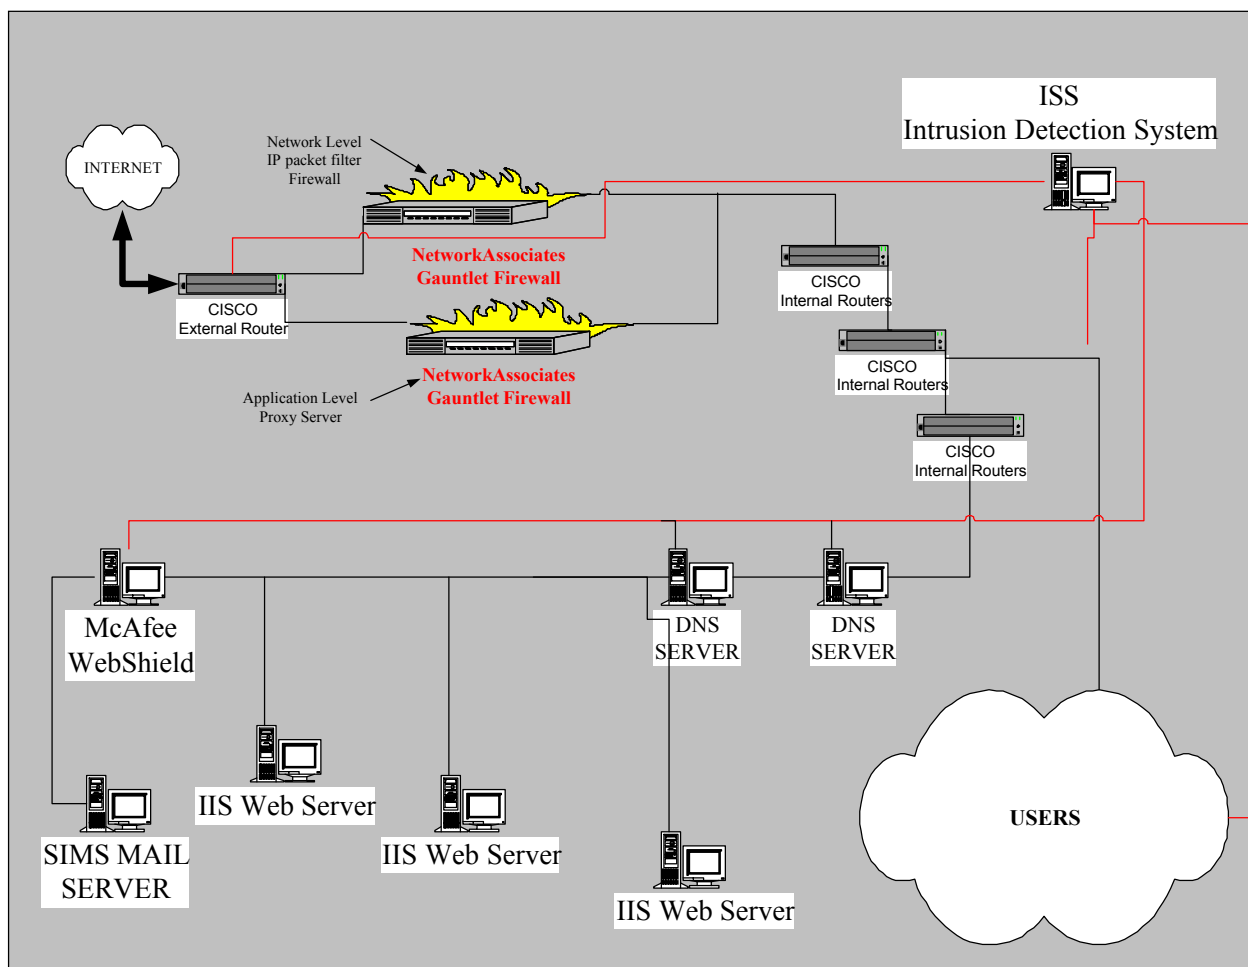 ISS
Intrusion Detection System
Network Level
IP packet filter
Firewall
INTERNET
NetworkAssociates
Gauntlet Firewall
CISCO
External Router
CISCO
Internal Routers
CISCO
Internal Routers
NetworkAssociates
Gauntlet Firewall
Application Level
Proxy Server
CISCO
Internal Routers
McAfee
WebShield
DNS
SERVER
DNS
SERVER
IIS Web Server
USERS
SIMS MAIL
SERVER
IIS Web Server
IIS Web Server